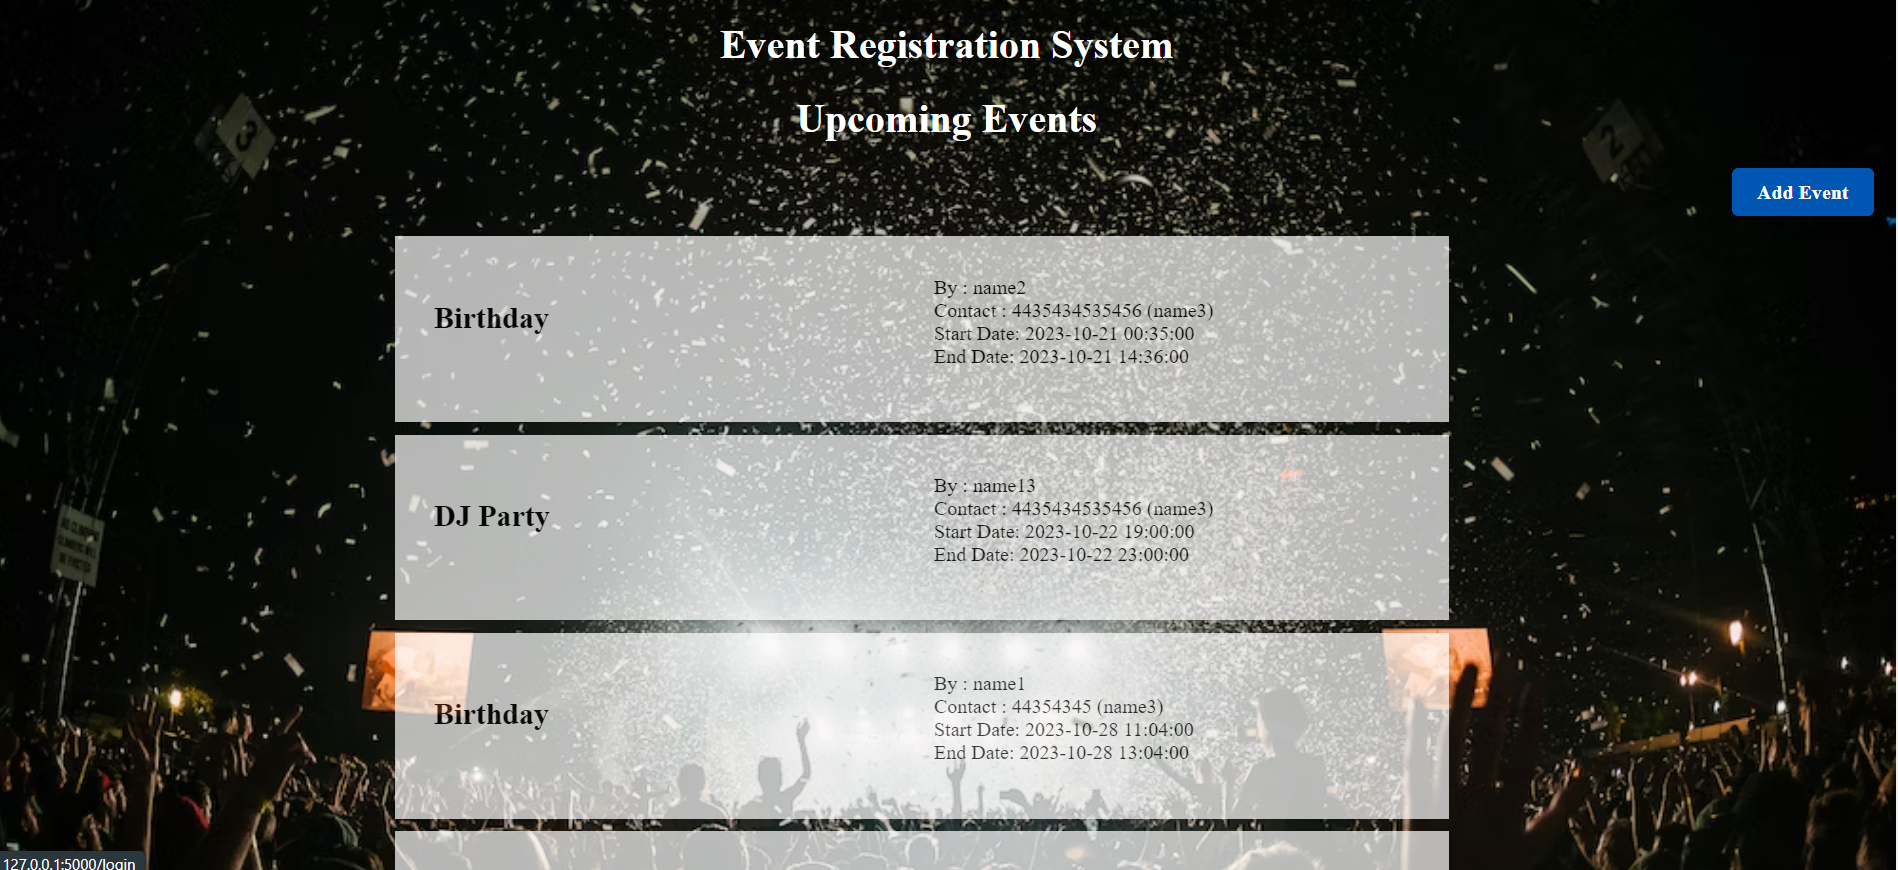 Event Registration System
Upcoming Events
3
2
Add Event
Birthday
By : name2
Contact : 4435434535456 (name3)
Start Date: 2023-10-21 00:35:00
End Date: 2023-10-21 14:36:00
DJ Party
By : name13
Contact : 4435434535456 (name3)
Start Date: 2023-10-22 19:00:00
End Date: 2023-10-22 23:00:00
Birthday
By : name1
Contact : 44354345 (name3)
Start Date: 2023-10-28 11:04:00
End Date: 2023-10-28 13:04:00
127.0.0.1:5000/login